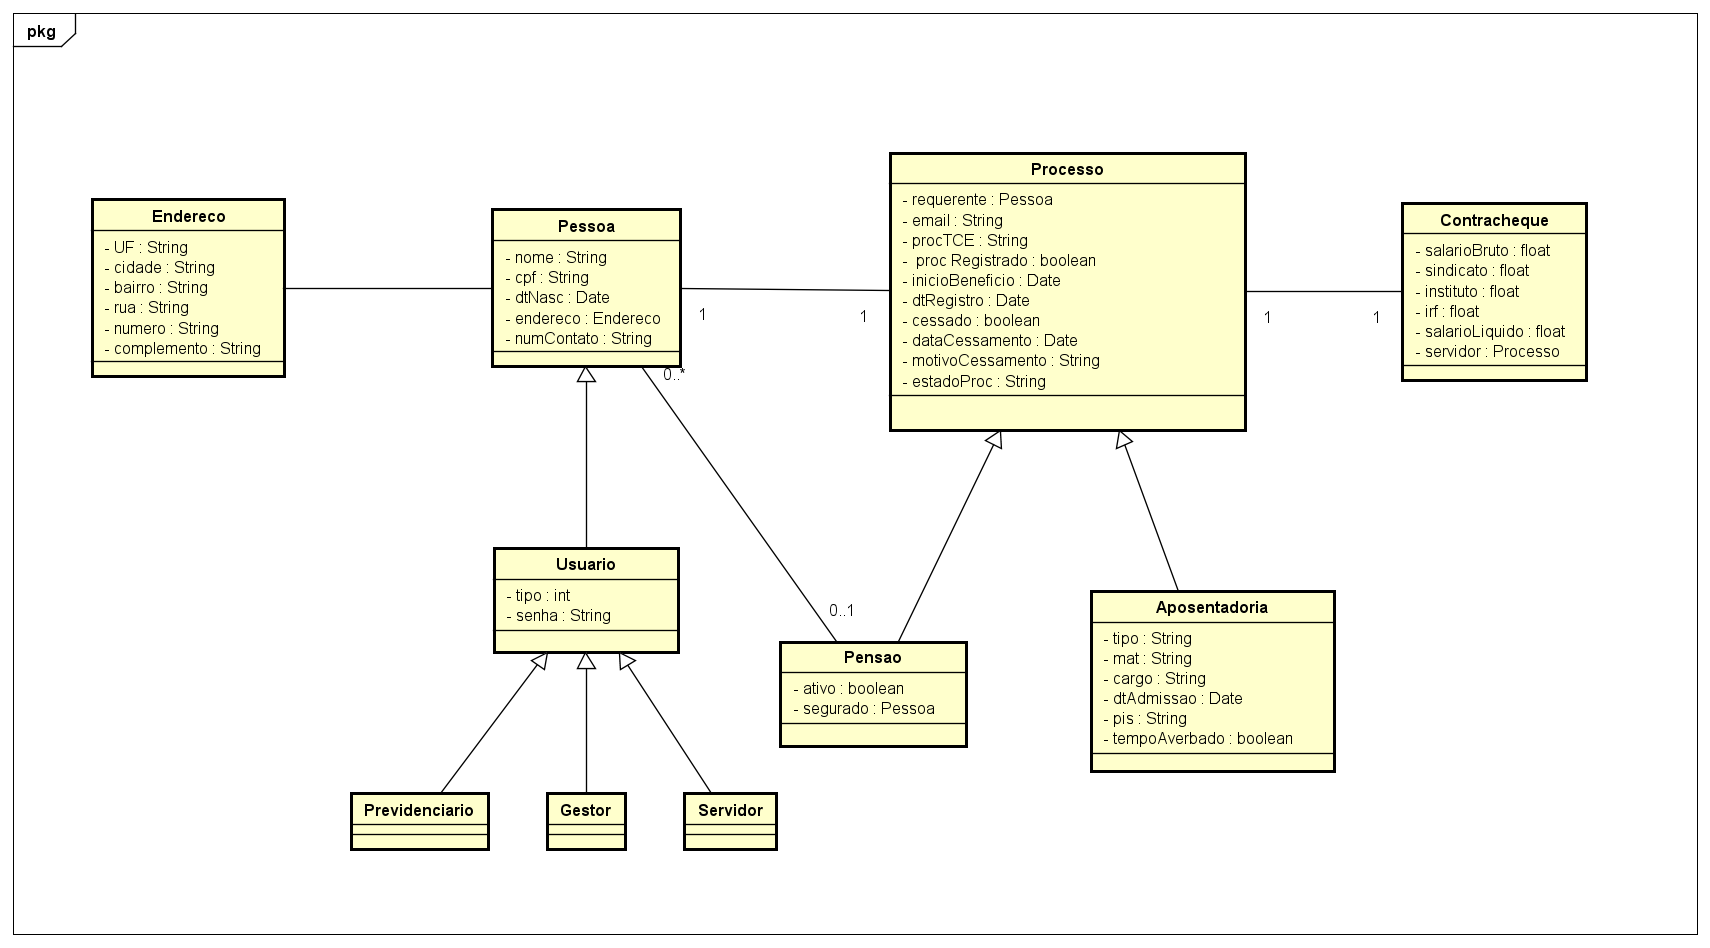 pkg
Endereco
- UF : String
- cidade : String
- bairro : String
- rua : String
- numero : String
- complemento : String
Pessoa
- nome : String
- cpf : String
- dtNasc : Date
- endereco : Endereco
- numContato : String
1
1
0..*
0..1
Processo
- requerente : Pessoa
- email : String
- procTCE : String
- proc Registrado : boolean
- inicioBeneficio : Date
- dtRegistro : Date
- cessado : boolean
- dataCessamento : Date
- motivoCessamento : String
- estadoProc : String
1
1
Contracheque
- salarioBruto : float
- sindicato : float
- instituto : float
- irf : float
- salarioLiquido : float
- servidor : Processo
Usuario
- tipo : int
- senha : String
Pensao
- ativo : boolean
- segurado : Pessoa
Aposentadoria
- tipo : String
- mat : String
- cargo : String
- dtAdmissao : Date
- pis : String
- tempoAverbado : boolean
Previdenciario
Gestor
Servidor